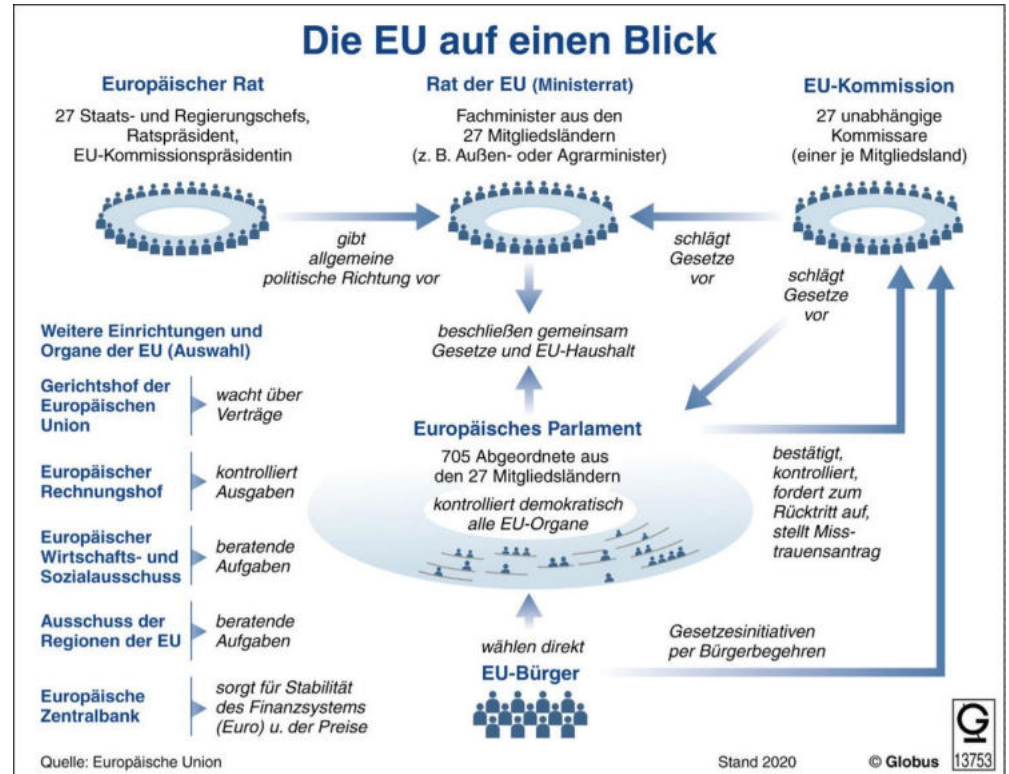 Die EU auf einen Blick
Europäischer Rat
27 Staats- und Regierungschefs,
Ratspräsident,
EU-Kommissionspräsidentin
Rat der EU (Ministerrat)
Fachminister aus den
27 Mitgliedsländern
(z. B. Außen- oder Agrarminister)
EU-Kommission
27 unabhängige
Kommissare
(einer je Mitgliedsland)
gibt
allgemeine
politische Richtung vor
schlägt
Gesetze
vor
schlägt
Gesetze
vor
beschließen gemeinsam
Gesetze und EU-Haushalt
Weitere Einrichtungen und
Organe der EU (Auswahl)
Gerichtshof der
Europäischen
Union
wacht über
Verträge
Europäischer
Rechnungshof
kontrolliert
Ausgaben
Europäischer
Wirtschafts- und
Sozialausschuss
beratende
Aufgaben
Ausschuss der
Regionen der EU
beratende
Aufgaben
Europäische
Zentralbank
sorgt für Stabilität
des Finanzsystems
(Euro) u. der Preise
Europäisches Parlament
705 Abgeordnete aus
den 27 Mitgliedsländern
kontrolliert demokratisch
alle EU-Organe
bestätigt,
kontrolliert,
fordert zum
Rücktritt auf,
stellt Miss-
trauensantrag
wählen direkt
EU-Bürger
Gesetzesinitiativen
per Bürgerbegehren
Quelle: Europäische Union
Stand 2020
© Globus
G
13753